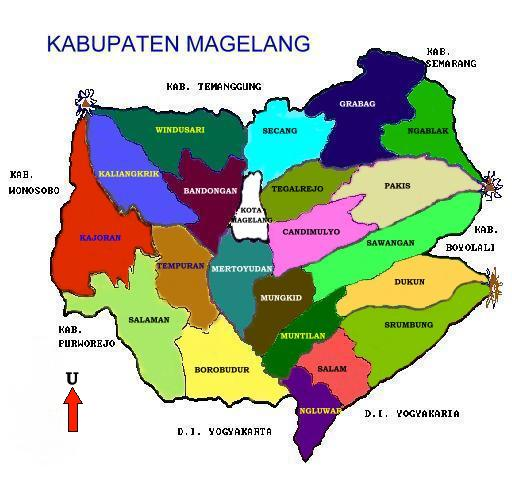 KABUPATEN MAGELANG
KAB.
SEMARANG
KAB. TEMANGGUNG
GRABAG
WINDUSARI
SECANG
NGABLAK
KALIANGKRIK
KAB.
WONOSOBO
BANDONGAN
TEGALREJO
PAKIS
KOTA
MAGELANG
CANDIMULYO
KAJORAN
SAWANGAN
KAB.
BOYOLALI
TEMPURAN
MERTOYUDAN
DUKUN
MUNGKID
SALAMAN
SRUMBUNG
KAB.
PURWOREJO
MUNTILAN
BOROBUDUR
SALAM
U
NGLUWAR
D.I. YOGYAKARIA
D.I. YOGYAKARTA